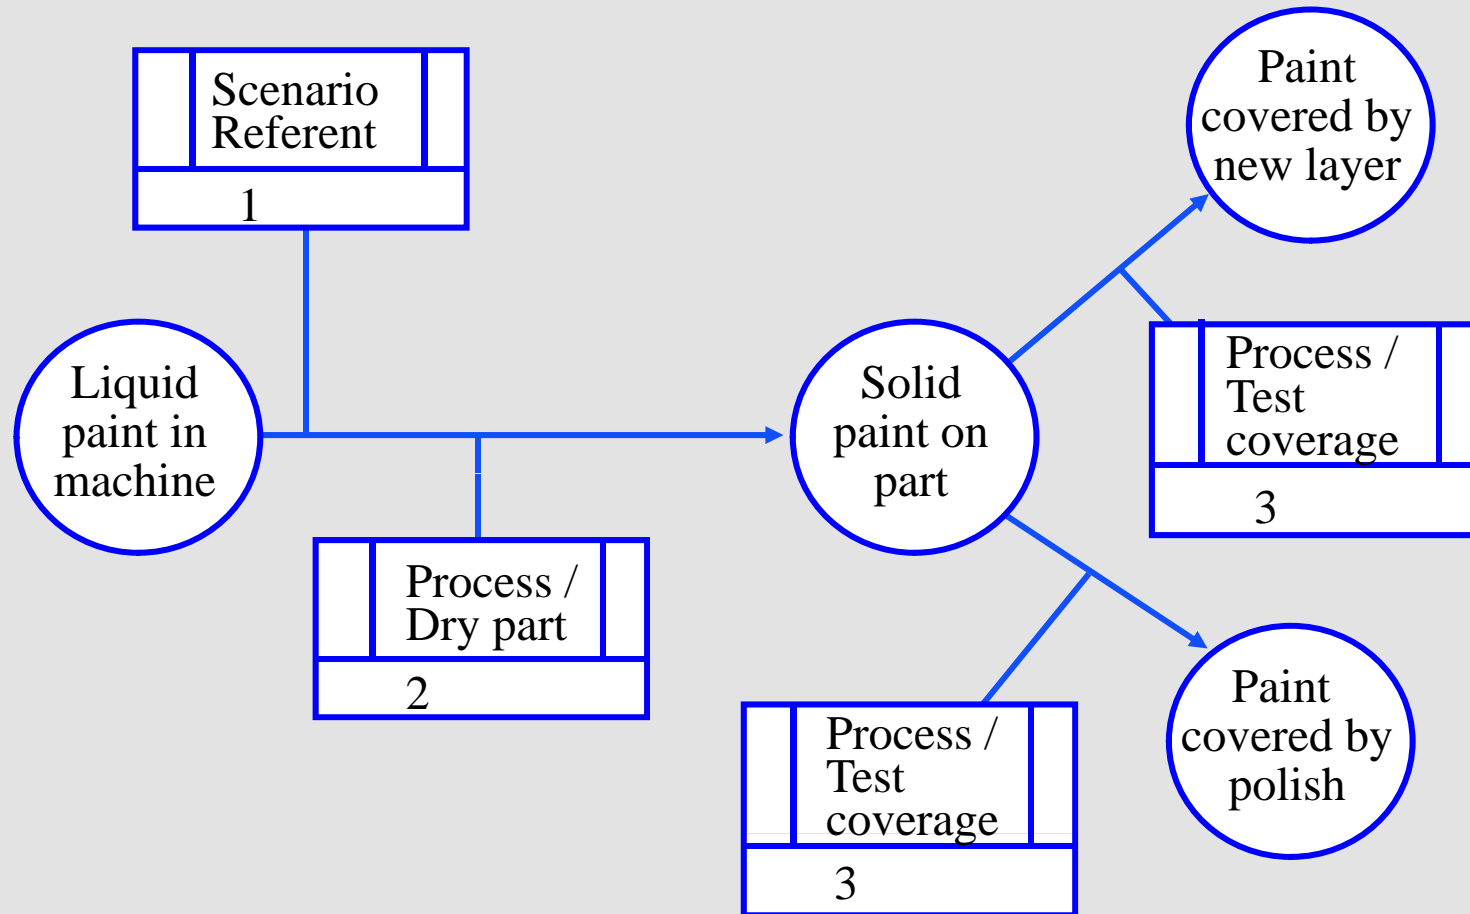 Scenario
Referent
1
Liquid
paint in
machine
Process /
Dry part
2
Solid
paint on
part
Paint
covered by
new layer
Process /
Test
coverage
3
Process /
Test
coverage
3
Paint
covered by
polish